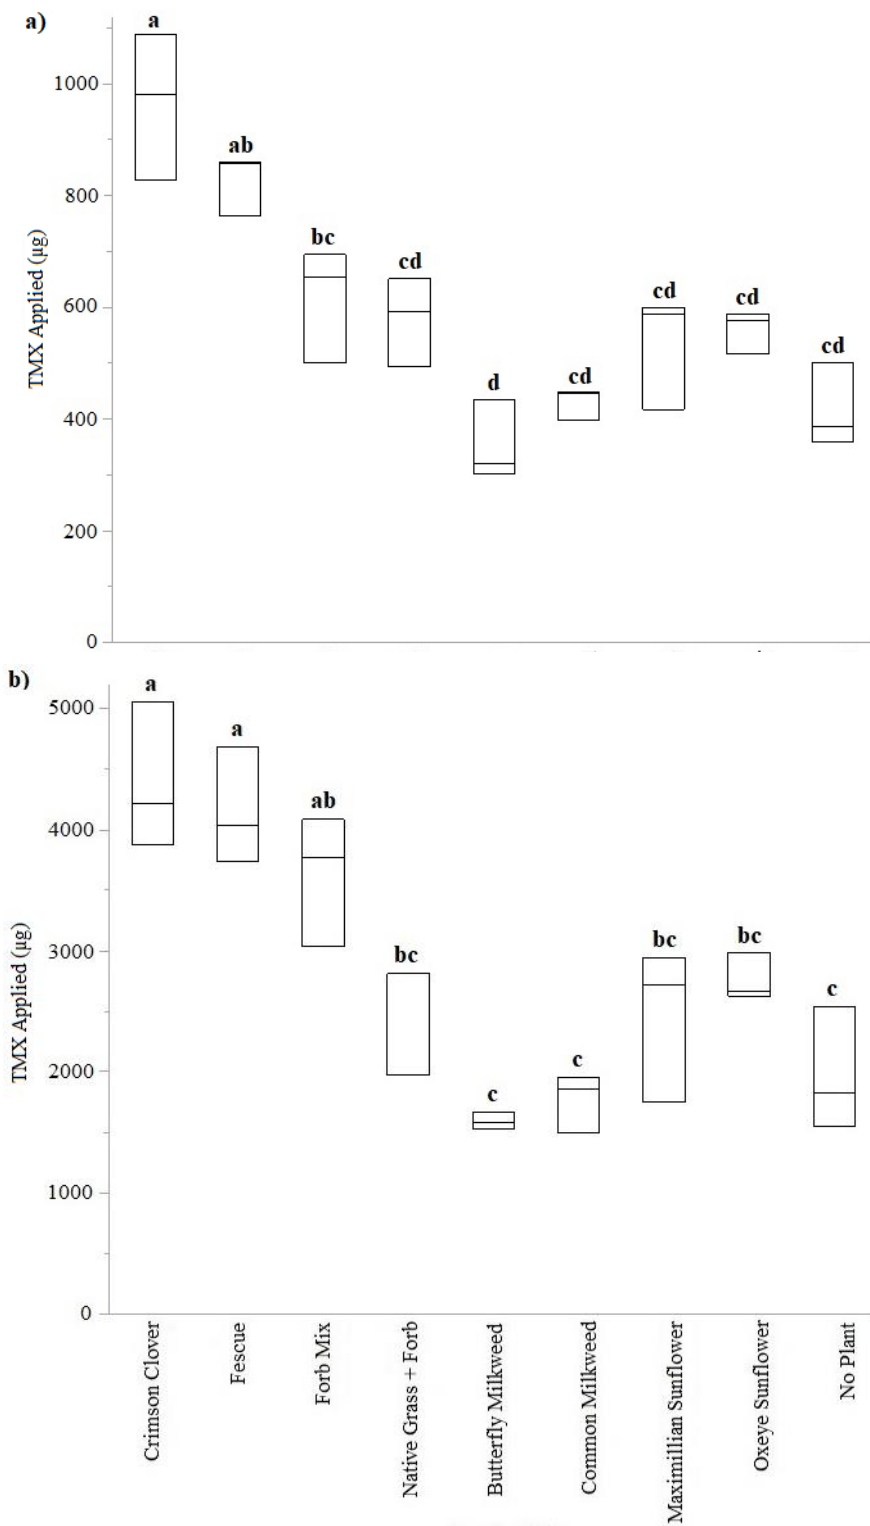 a)
a
ab
bc
cd
d
cd
cd
cd
cd
TMX Applied (µg)
1000
800
600
400
200
0
b)
a
a
ab
bc
c
c
bc
bc
c
TMX Applied (µg)
5000
4000
3000
2000
1000
0
Crimson Clover
Fescue
Forb Mix
Native Grass + Forb
Butterfly Milkweed
Common Milkweed
Maximillian Sunflower
Oxeye Sunflower
No Plant